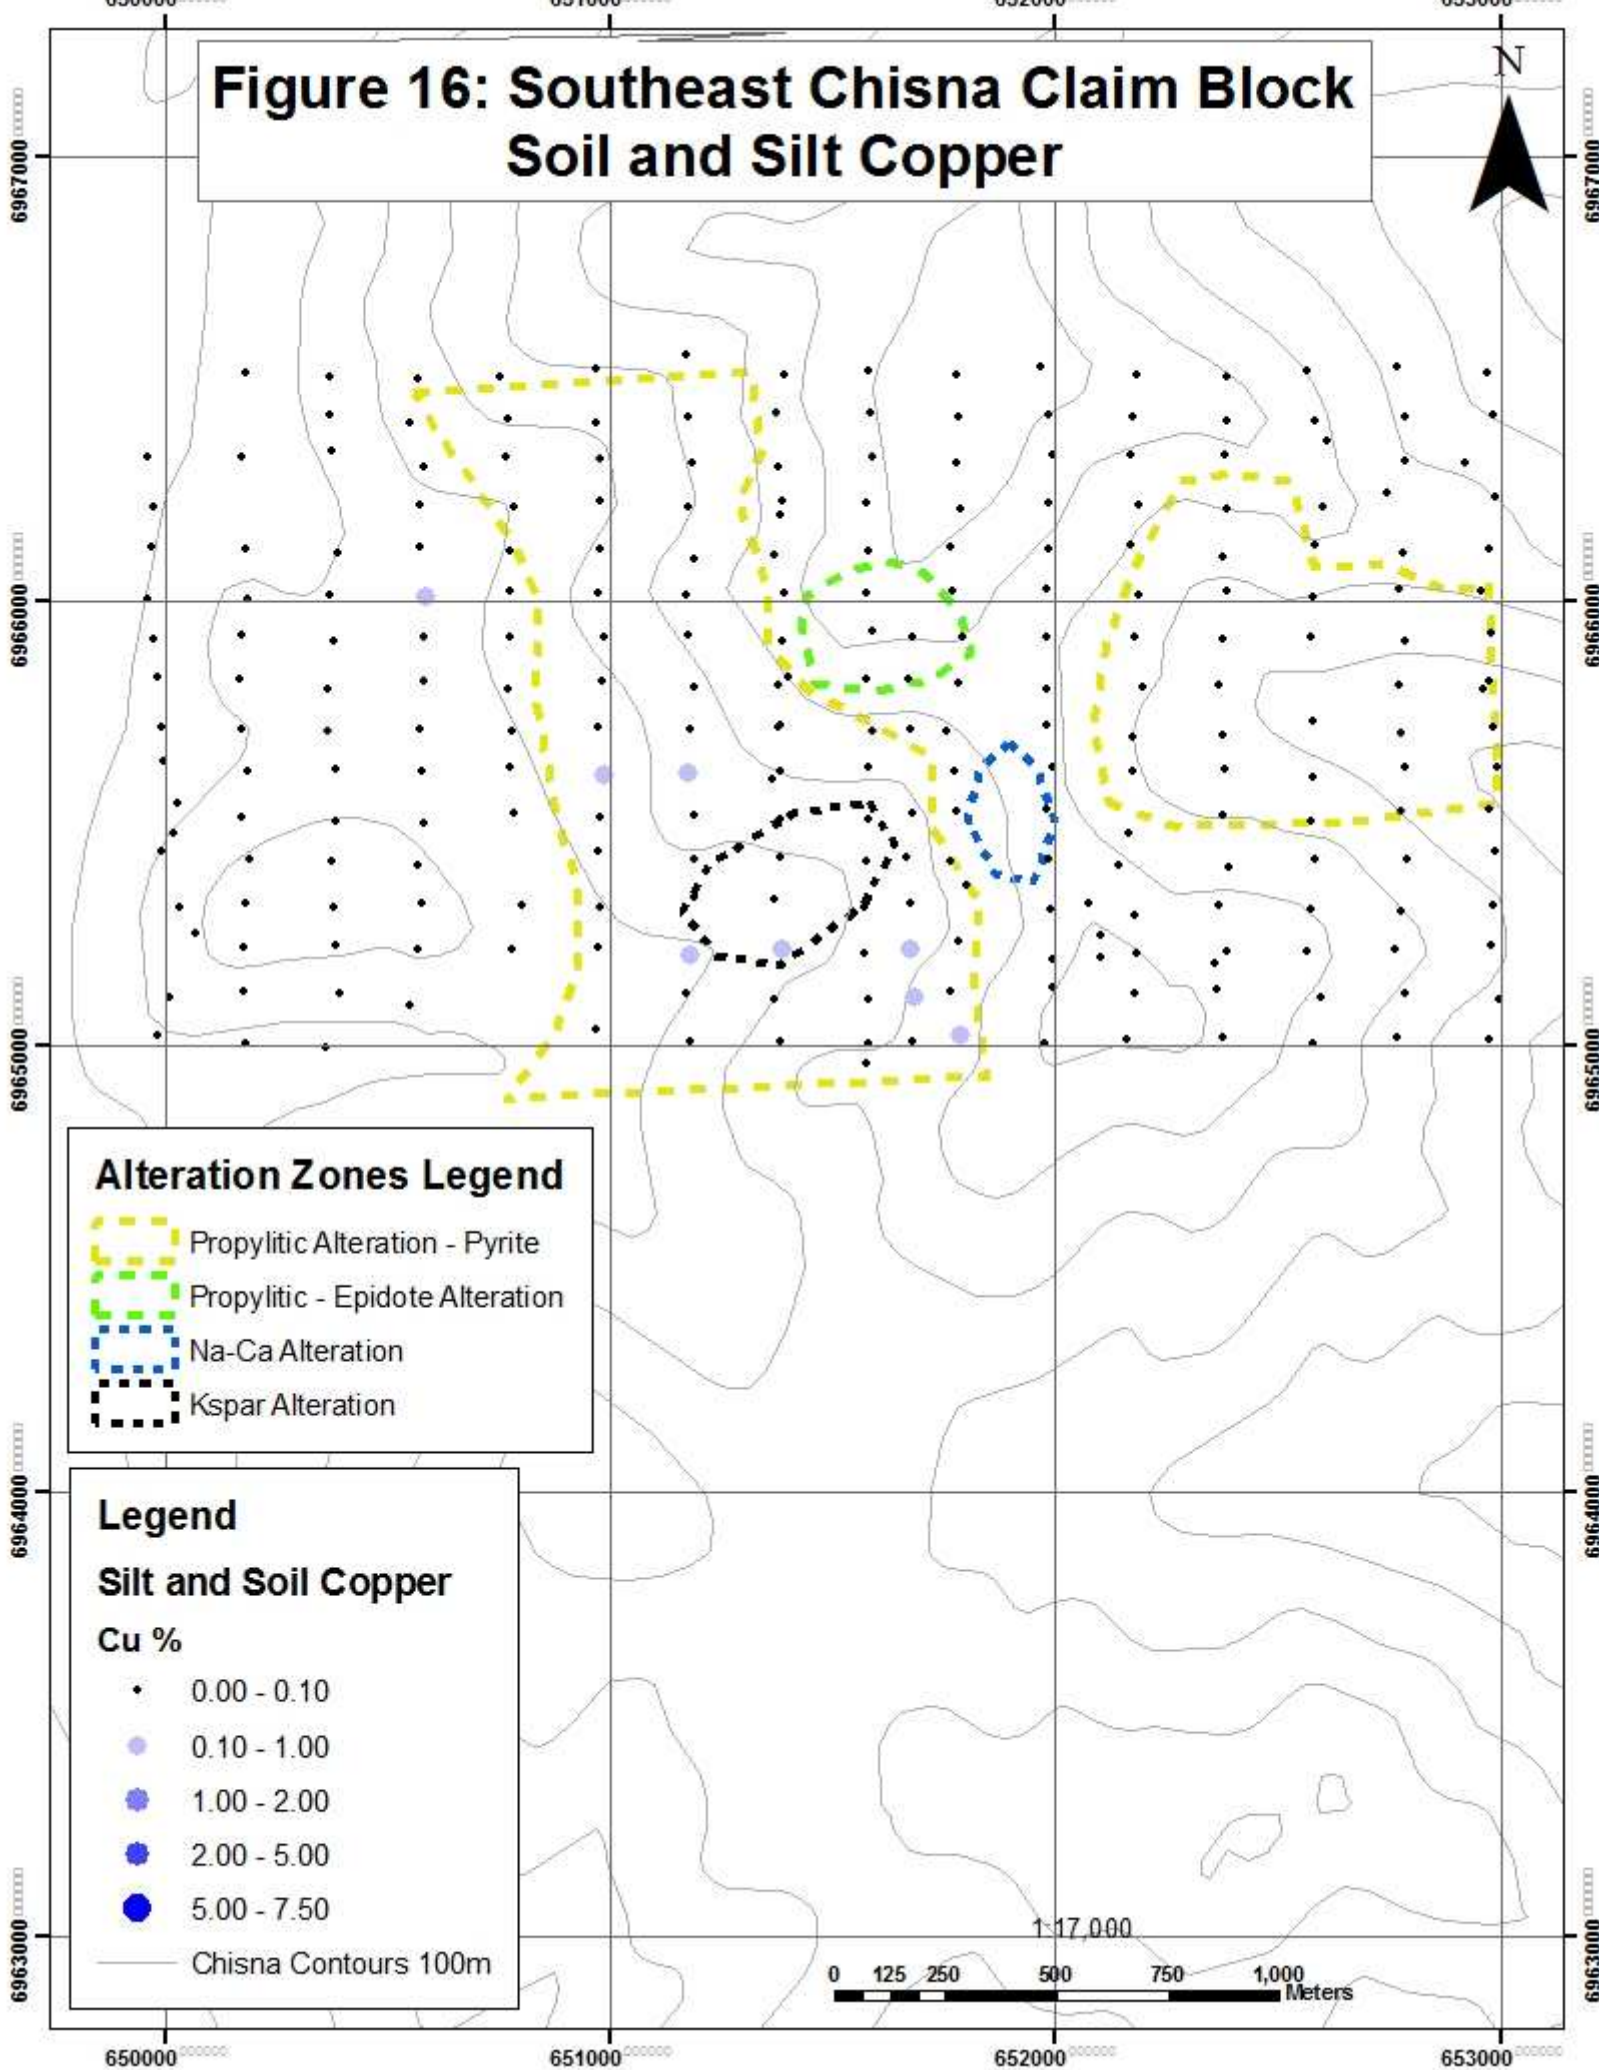 Figure 16: Southeast Chisna Claim Block
Soil and Silt Copper
N
6967000
6967000
6966000
6966000
6965000
6965000
Alteration Zones Legend
Propylitic Alteration - Pyrite
Propylitic - Epidote Alteration
Na-Ca Alteration
Kspar Alteration
6964000
6964000
Legend
Silt and Soil Copper
Cu %
0.00 - 0.10
0.10 - 1.00
1.00 - 2.00
2.00 - 5.00
5.00 - 7.50
Chisna Contours 100m
6963000
6963000
1:17,000
0 125 250 500 750 1,000
Meters
650000 651000 652000 653000